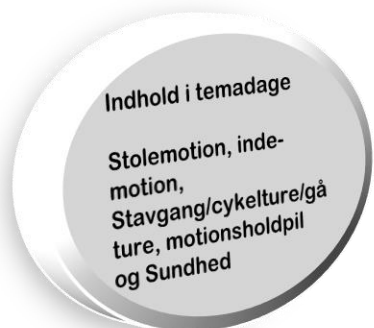 Indhold i temadage
Stolemotion, inde-
motion,
Stavgang/cykelture/gå
ture, motionsholdpil
og Sundhed